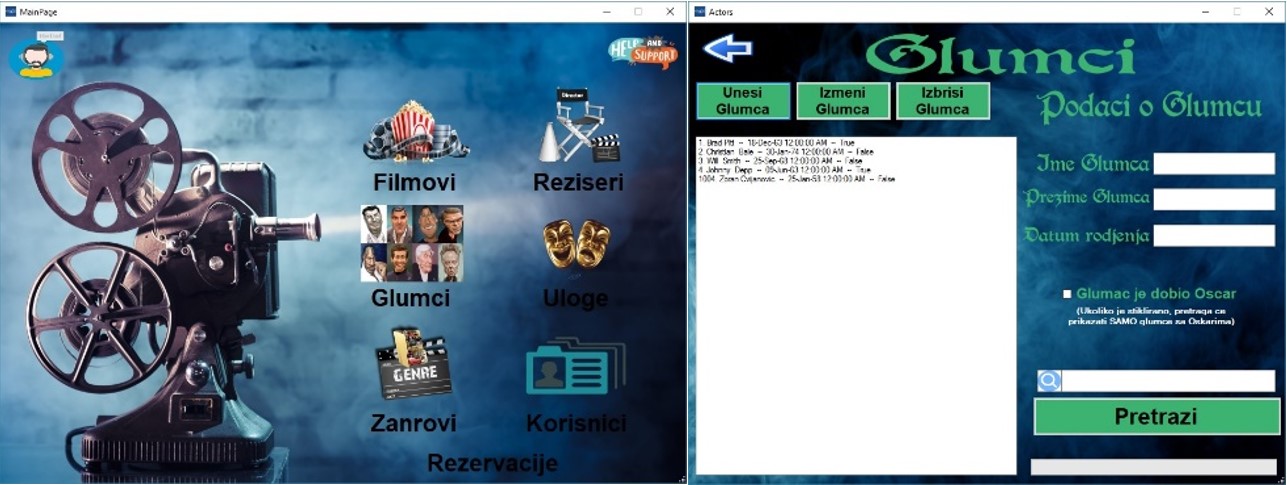 MainPage
HELP AND SUPPORT
Director
Filmovi
Reziseri
Glumci
Uloge
GENRE
Zanrovi
Korisnici
Rezervacije
Actors
Glumci
Unesi
Glumca
Izmeni
Glumca
Izbrisi
Glumca
Podaci o Glumcu
1 Brad Pitt -- 18-Dec-63 12:00:00 AM -- True
2 Christian Bale -- 30-Jan-74 12:00:00 AM -- False
3 Will Smith -- 25-Sep-68 12:00:00 AM -- False
4 Johnny Depp -- 09-Jun-63 12:00:00 AM -- True
1004 Zoran Cvijanovic -- 25-Jan-58 12:00:00 AM -- False
Ime Glumca
Prezime Glumca
Datum rodjenja
Glumac je dobio Oscar
(Ukoliko je stiklirano, pretraga ce
prikazati SAMO glumce sa Oskarima)
Pretrazi